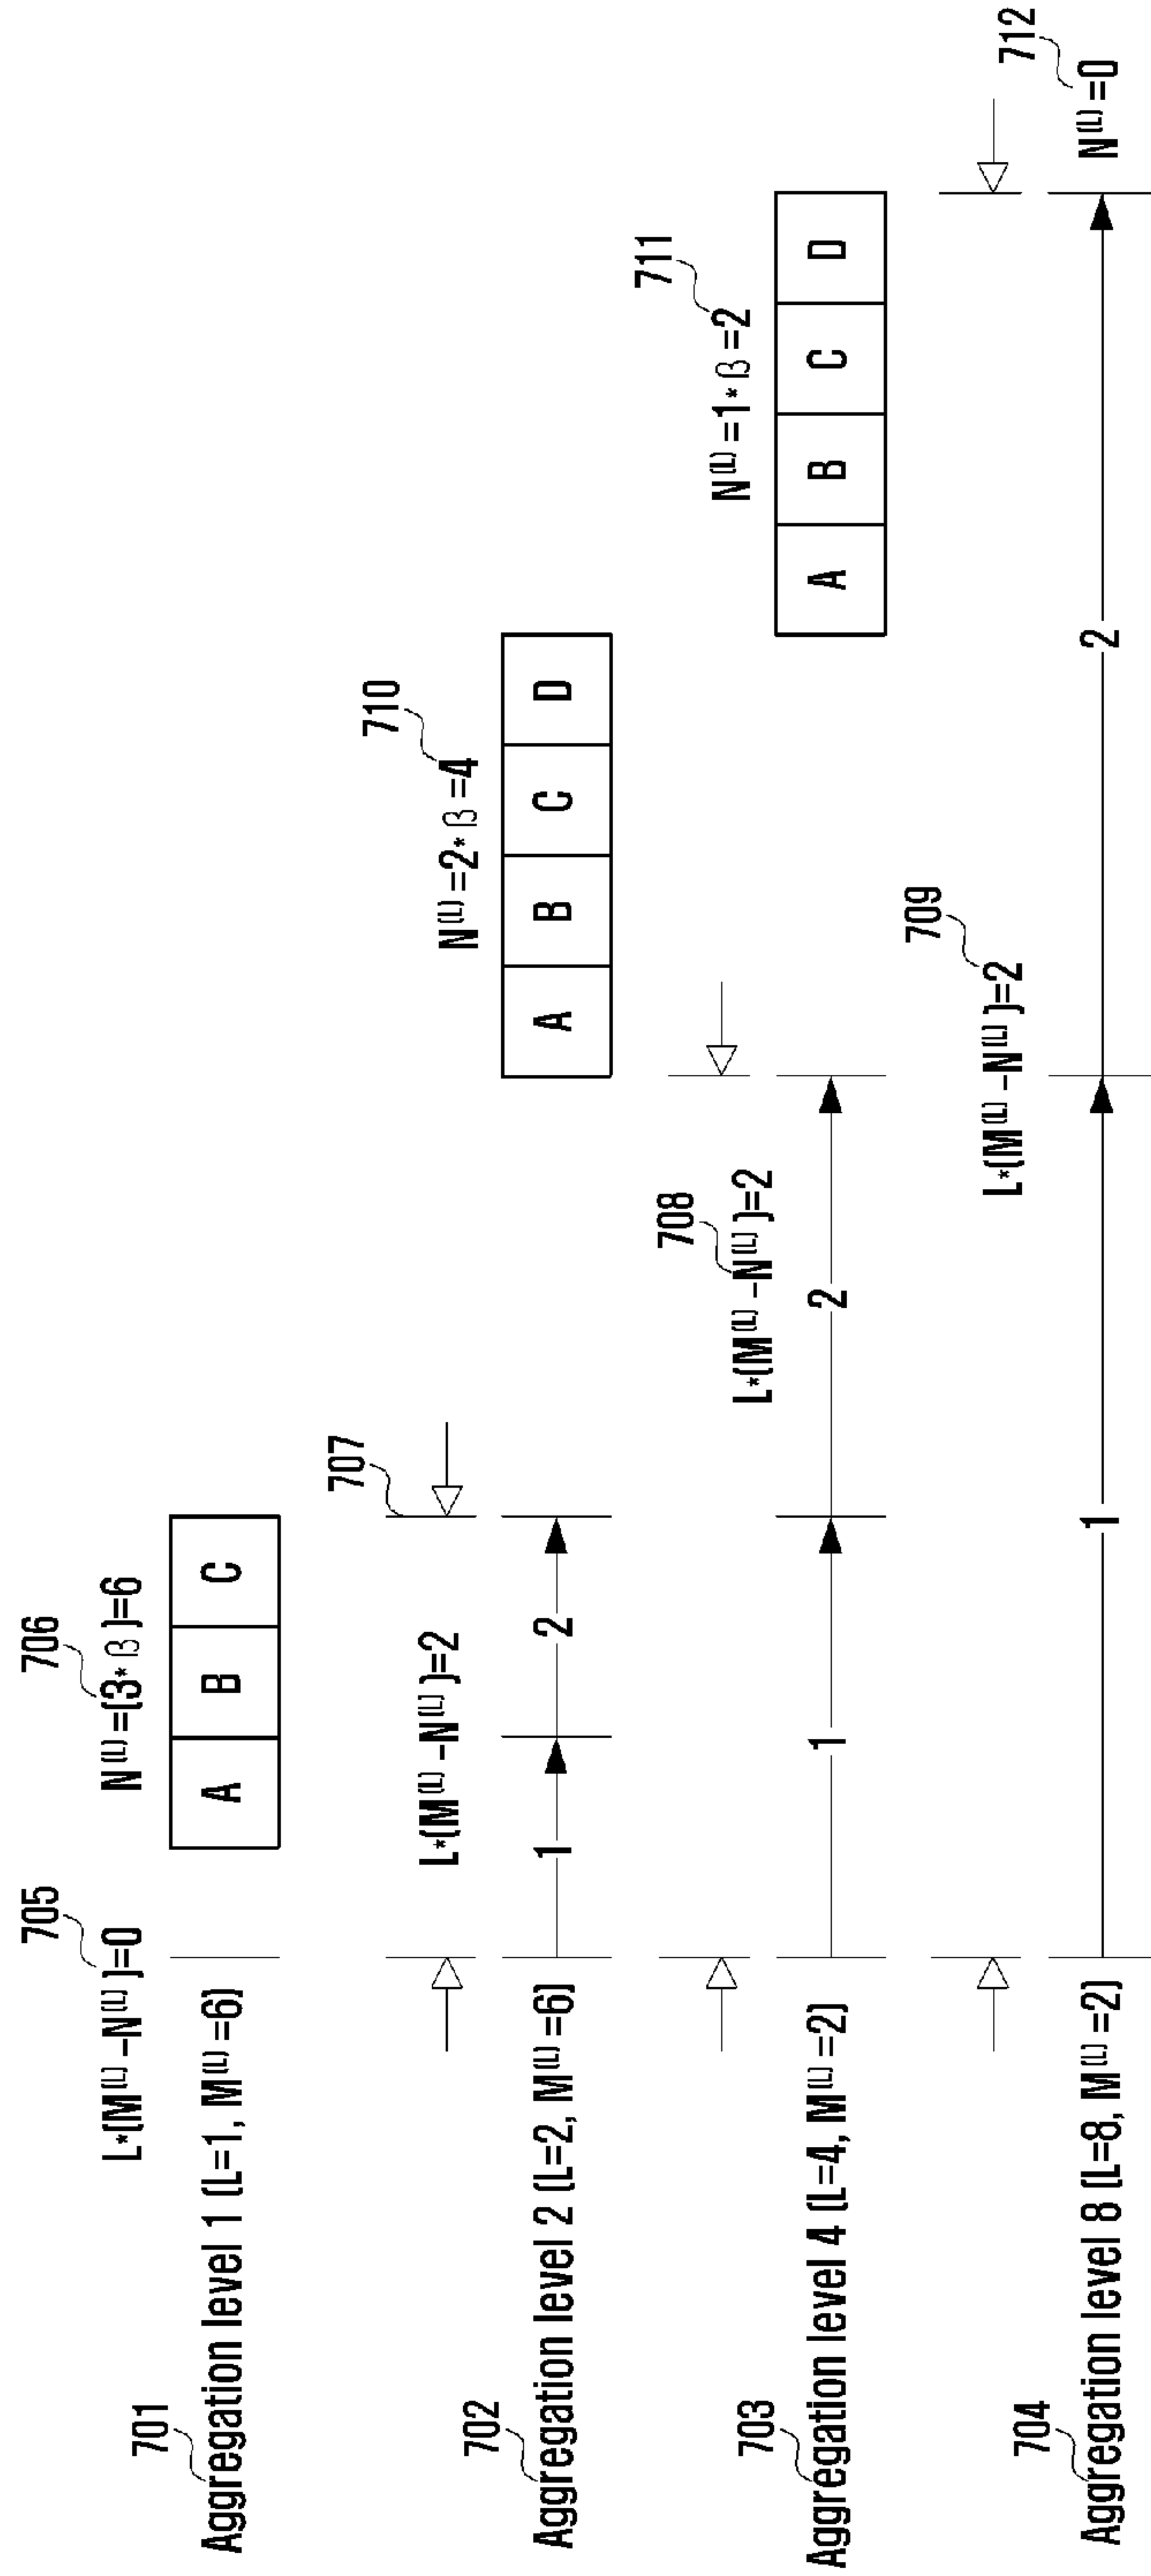 705
706
L*(M(L)-N(L))=0
N(L)=(3*β)=6
701
Aggregation level 1 (L=1, M(L)=6)
A B C
707
710
L*(M(L)-N(L))=2
N(L)=2*β=4
702
Aggregation level 2 (L=2, M(L)=6)
1 2
A B C D
708
711
L*(M(L)-N(L))=2
N(L)=1*β=2
703
Aggregation level 4 (L=4, M(L)=2)
1 2
A B C D
709
712
L*(M(L)-N(L))=2
N(L)=0
704
Aggregation level 8 (L=8, M(L)=2)
1 2